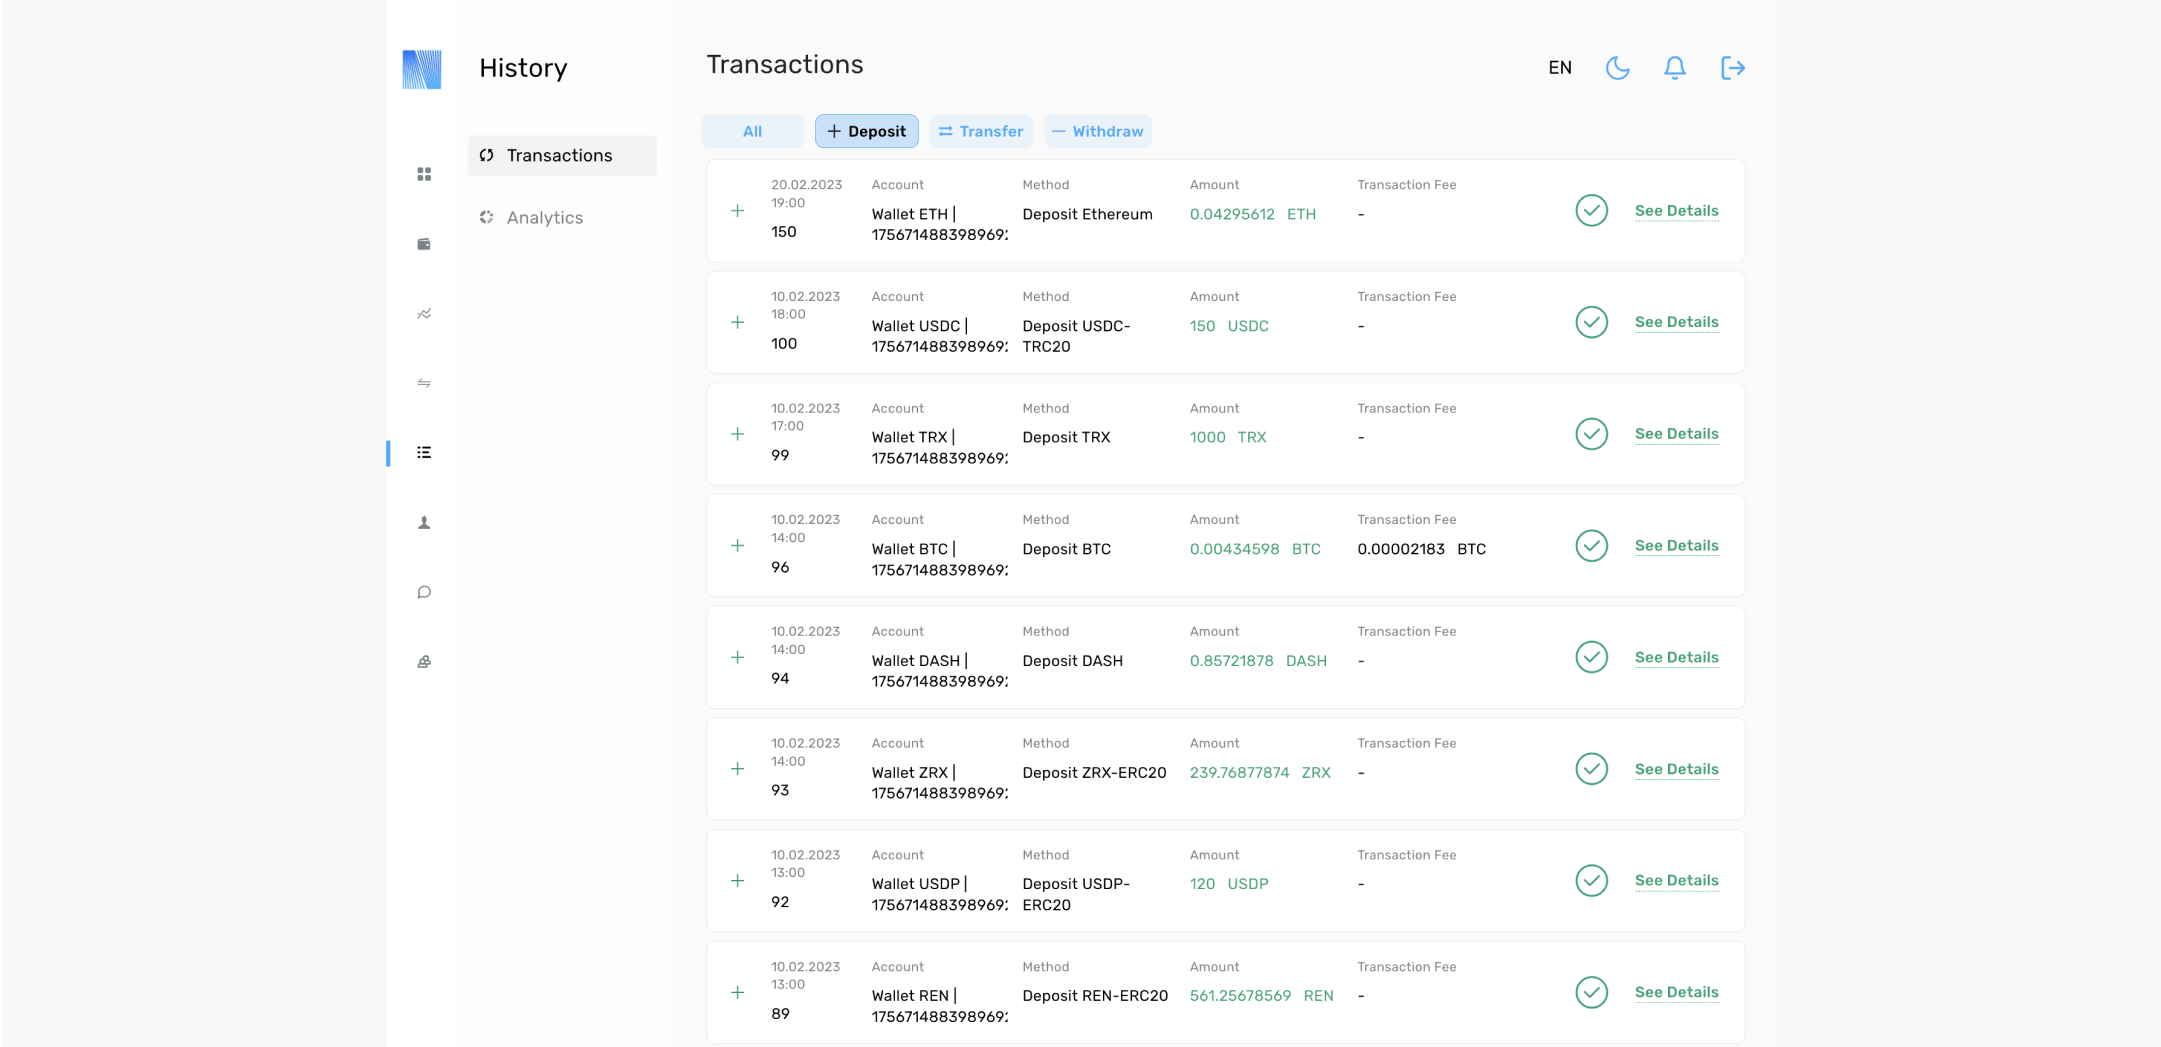 History
Transactions
Analytics
Transactions
EN
All
Deposit
Transfer
Withdraw
20.02.2023
19:00
150
Account
Wallet ETH |
Method
Deposit Ethereum
Amount
0.04295612 ETH
Transaction Fee
-
See Details
10.02.2023
18:00
100
Account
Wallet USDC |
Method
Deposit USDC-
TRC20
Amount
150 USDC
Transaction Fee
-
See Details
10.02.2023
17:00
99
Account
Wallet TRX |
Method
Deposit TRX
Amount
1000 TRX
Transaction Fee
-
See Details
10.02.2023
14:00
96
Account
Wallet BTC |
Method
Deposit BTC
Amount
0.00434598 BTC
Transaction Fee
0.00002183 BTC
See Details
10.02.2023
14:00
94
Account
Wallet DASH |
Method
Deposit DASH
Amount
0.85721878 DASH
Transaction Fee
-
See Details
10.02.2023
14:00
93
Account
Wallet ZRX |
Method
Deposit ZRX-ERC20
Amount
239.76877874 ZRX
Transaction Fee
-
See Details
10.02.2023
13:00
92
Account
Wallet USDP |
Method
Deposit USDP-
ERC20
Amount
120 USDP
Transaction Fee
-
See Details
10.02.2023
13:00
89
Account
Wallet REN |
Method
Deposit REN-ERC20
Amount
561.25678569 REN
Transaction Fee
-
See Details